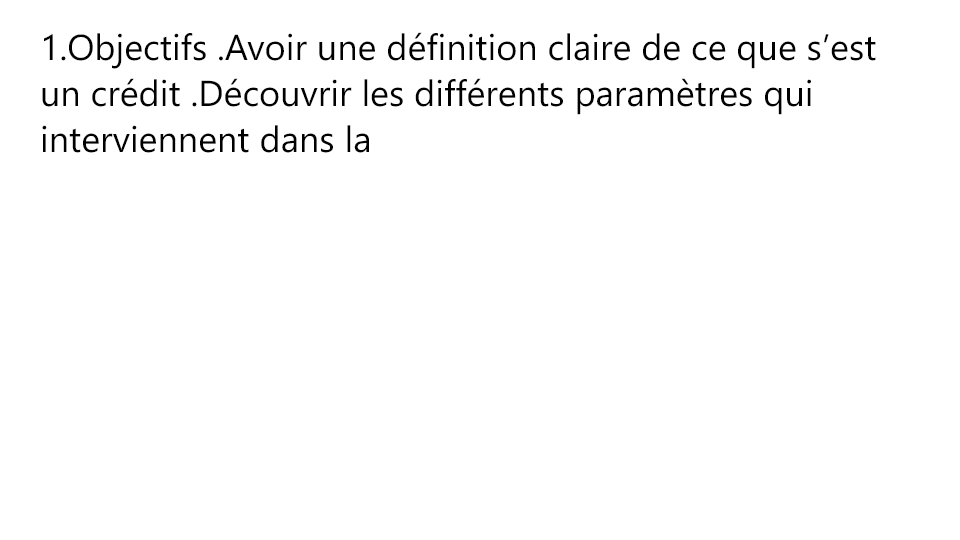 1.Objectifs .Avoir une définition claire de ce que s’est
un crédit .Découvrir les différents paramètres qui
interviennent dans la